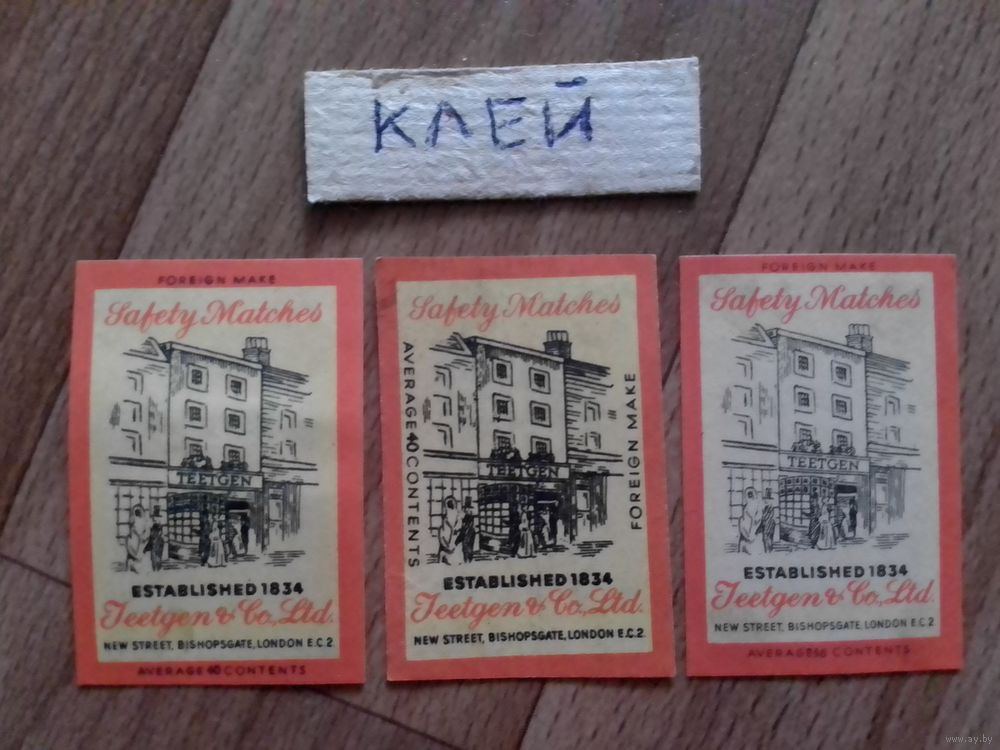 КЛЕЙ
FOREIGN MAKE
Safety Matches
TEETGEN
ESTABLISHED 1834
Teetgen & Co., Ltd.
NEW STREET, BISHOPSGATE, LONDON E.C.2.
AVERAGE 40 CONTENTS
Safety Matches
AVERAGE 40 CONTENTS
FOREIGN MAKE
TEETGEN
ESTABLISHED 1834
Teetgen & Co., Ltd.
NEW STREET, BISHOPSGATE, LONDON E.C.2.
FOREIGN MAKE
Safety Matches
TEETGEN
ESTABLISHED 1834
Teetgen & Co., Ltd.
NEW STREET, BISHOPSGATE, LONDON E.C.2.
AVERAGE CONTENTS
www.ay.by